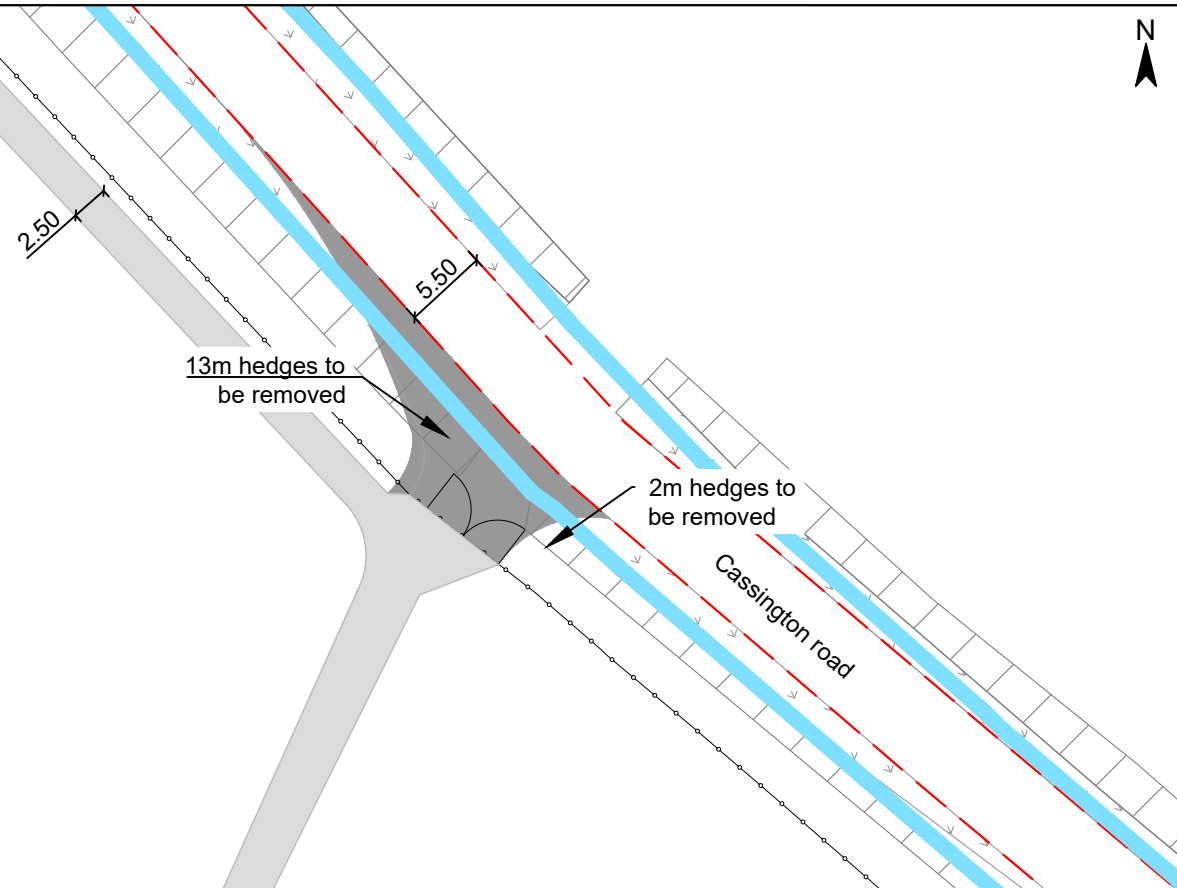 N
2.50
5.50
13m hedges to
be removed
2m hedges to
be removed
Cassington road